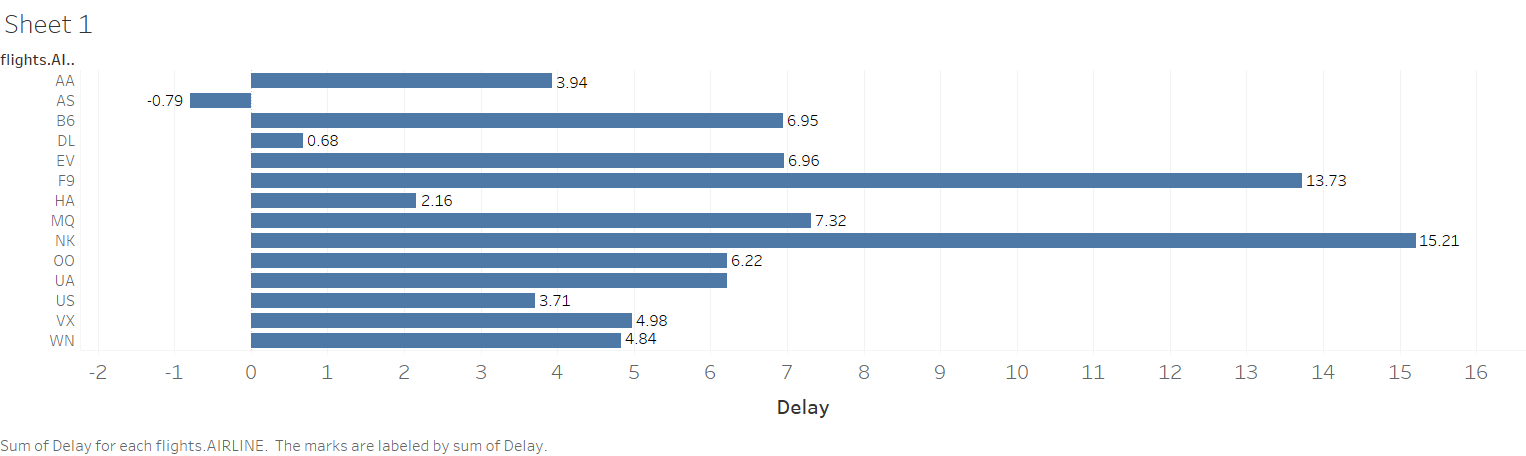 Sheet 1
flights.AI..
AA 3.94
AS -0.79
B6 6.95
DL 0.68
EV 6.96
F9 13.73
HA 2.16
MQ 7.32
NK 15.21
OO 6.22
UA
US 3.71
VX 4.98
WN 4.84
-2 -1 0 1 2 3 4 5 6 7 8 9 10 11 12 13 14 15 16
Delay
Sum of Delay for each flights.AIRLINE. The marks are labeled by sum of Delay.